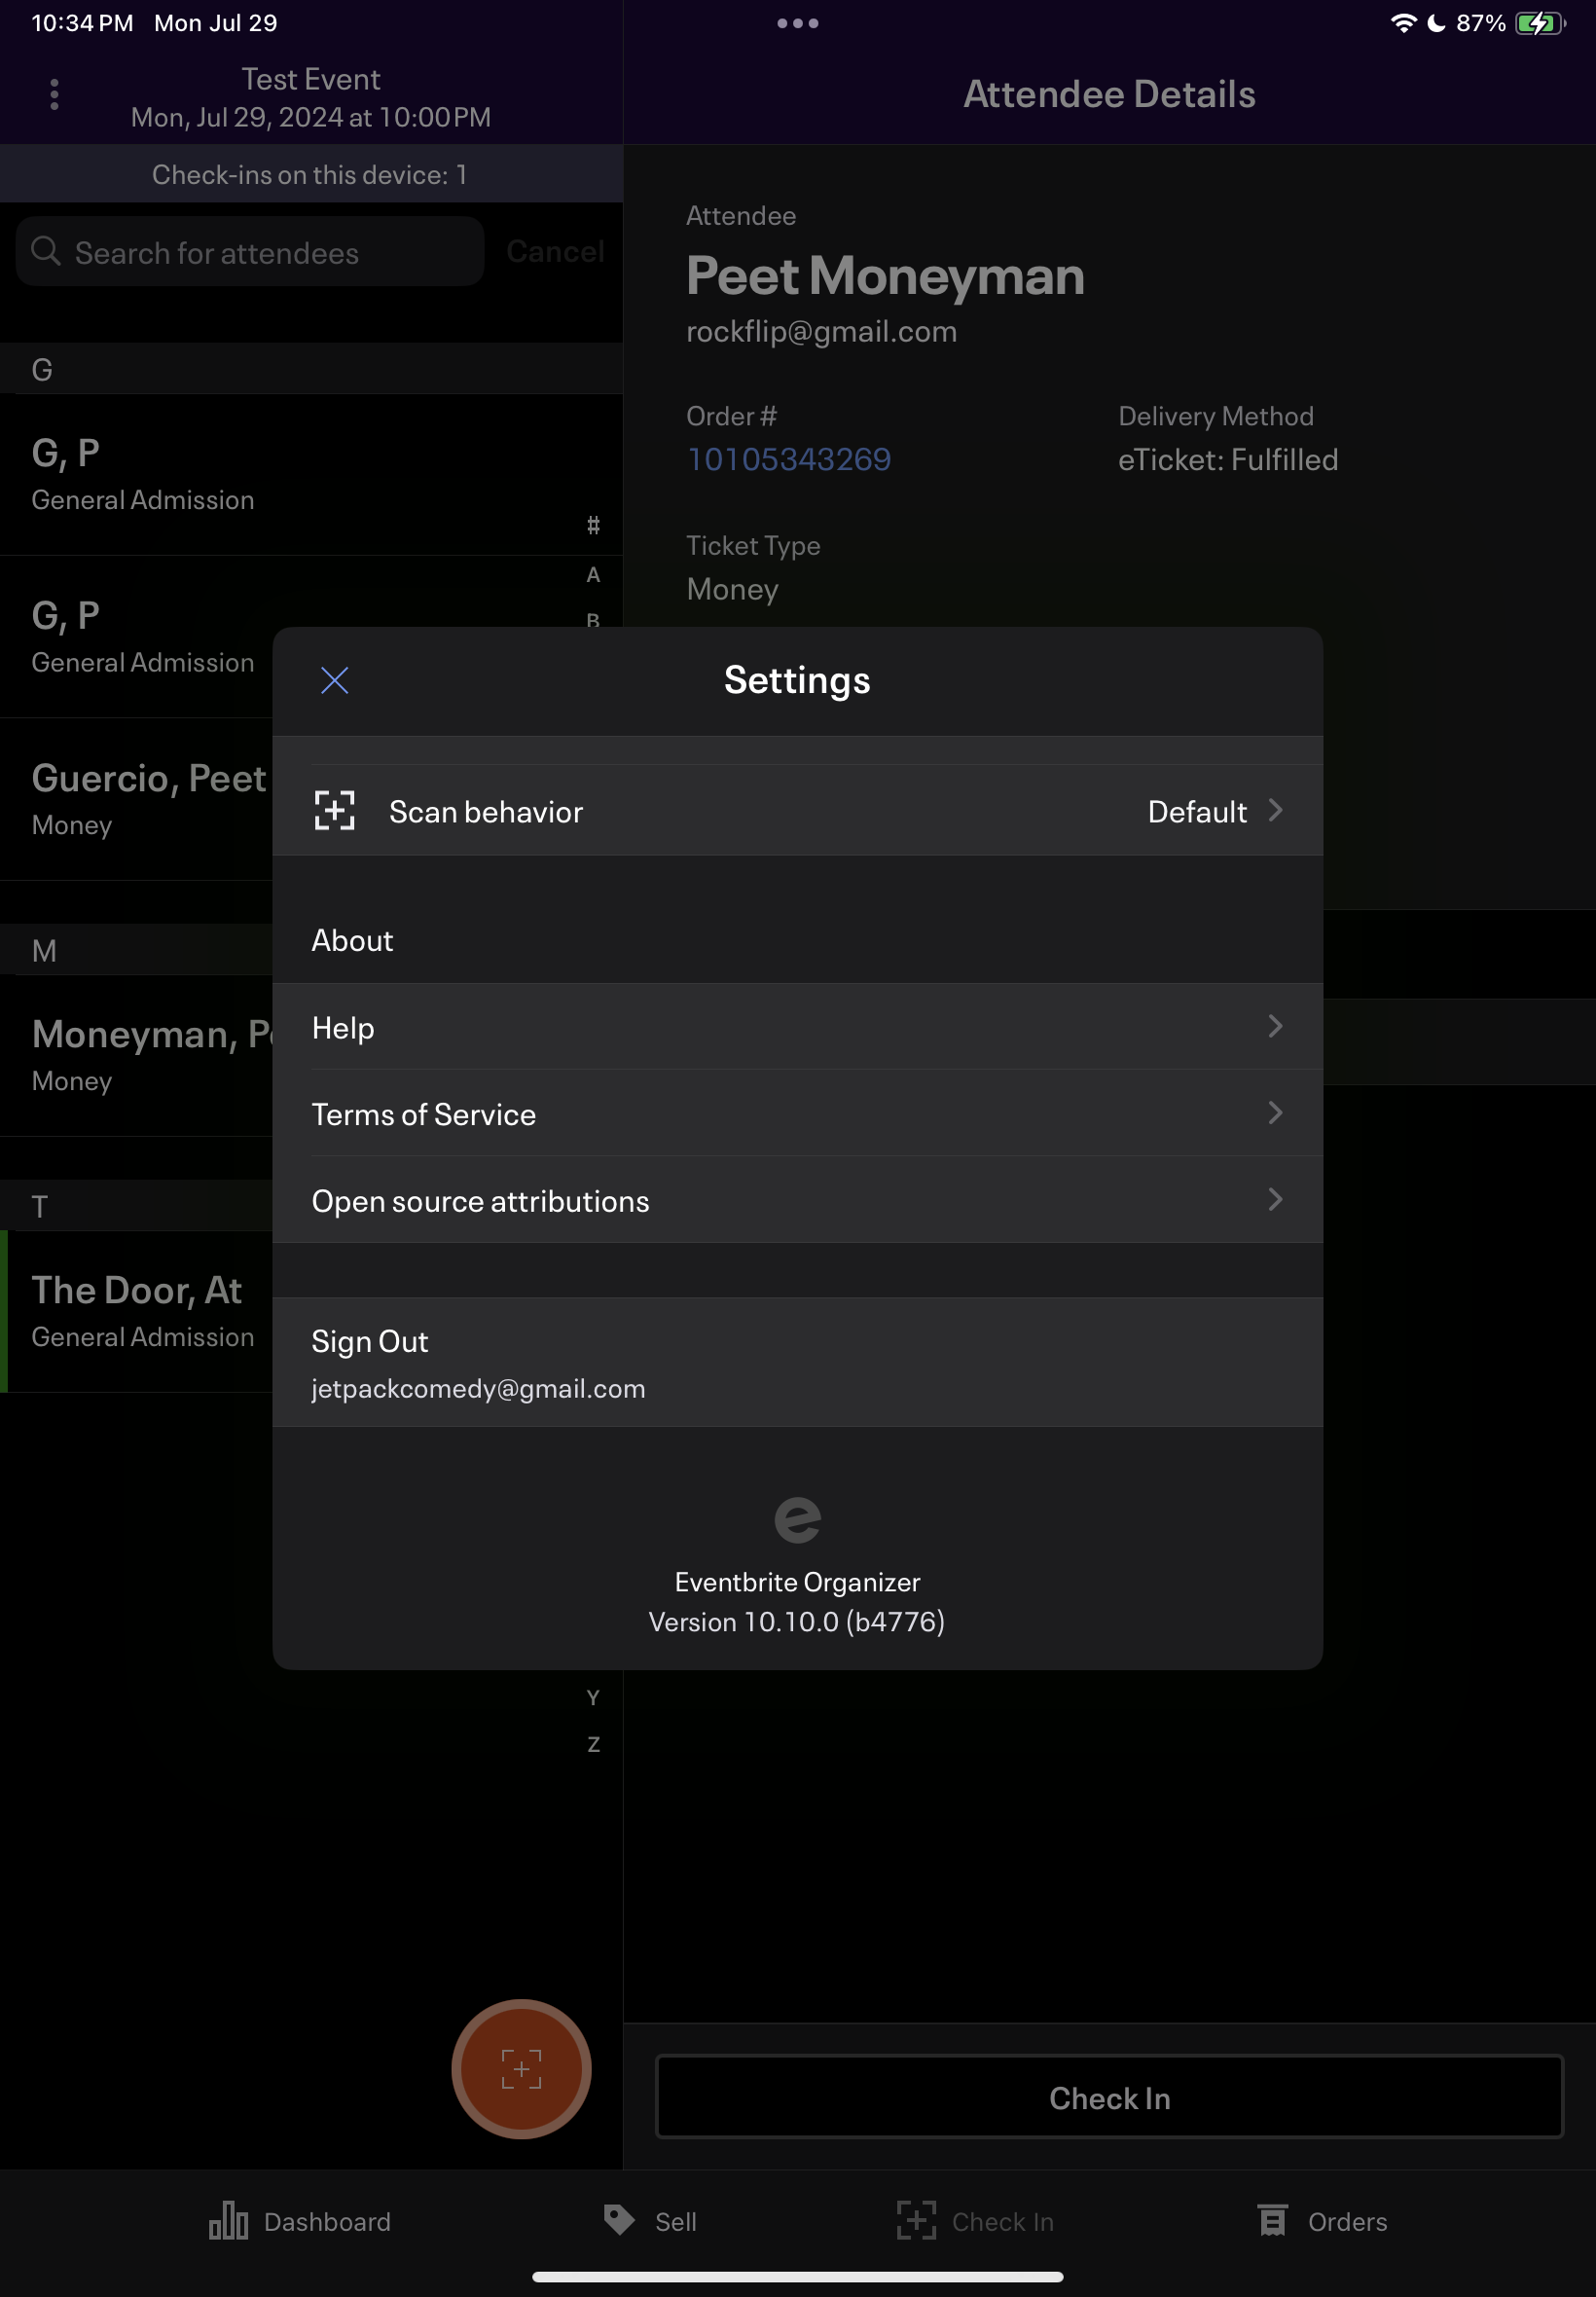 10:34 PM Mon Jul 29
87%
Test Event
Mon, Jul 29, 2024 at 10:00 PM
Check-ins on this device: 1
Search for attendees
Cancel
G
G, P
General Admission
G, P
General Admission
Guercio, Peet
Money
M
Moneyman,
Money
T
The Door, At
General Admission
#
A
B
Y
Z
Attendee Details
Attendee
Peet Moneyman
rockflip@gmail.com
Order #
10105343269
Delivery Method
eTicket: Fulfilled
Ticket Type
Money
Settings
Scan behavior
Default
About
Help
Terms of Service
Open source attributions
Sign Out
jetpackcomedy@gmail.com
e
Eventbrite Organizer
Version 10.10.0 (b4776)
Check In
Dashboard
Sell
Check In
Orders